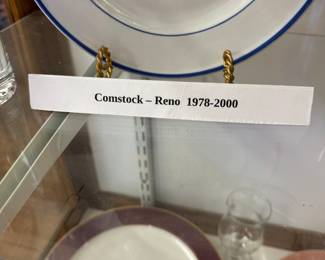 Comstock – Reno 1978-2000